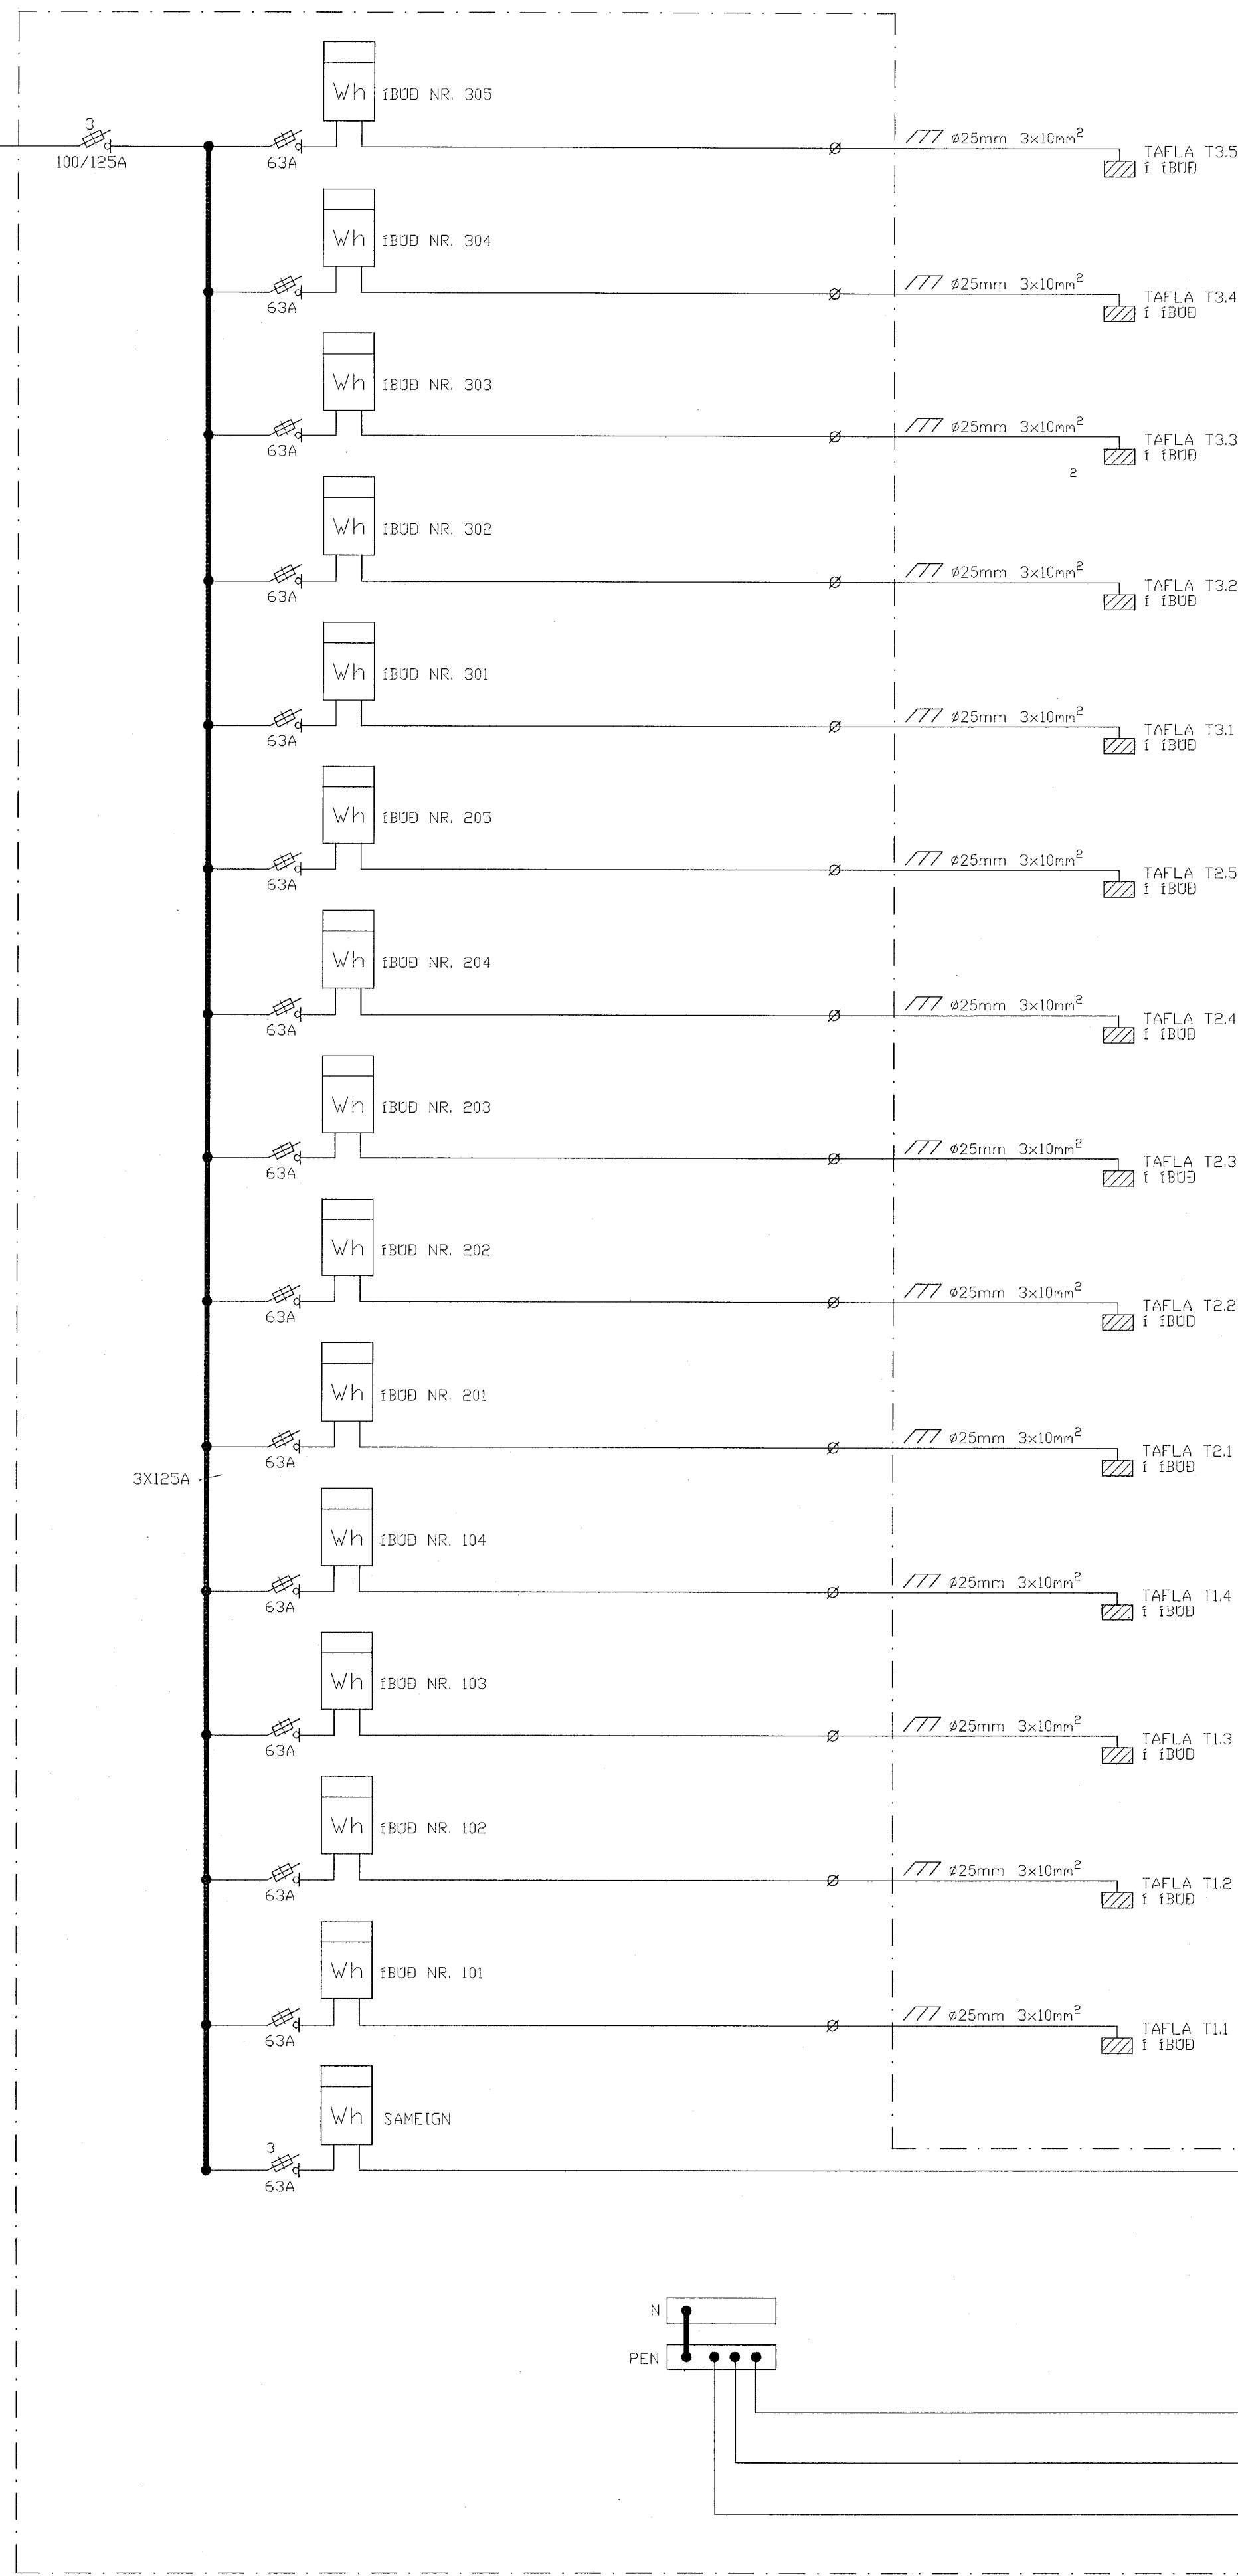 ÍBÚÐ NR. 305
3
100/125A
63A
ø25mm 3x10mm²
TAFLA T3.5
Í ÍBÚÐ
Wh
ÍBÚÐ NR. 304
63A
ø25mm 3x10mm²
TAFLA T3.4
Í ÍBÚÐ
Wh
ÍBÚÐ NR. 303
63A
ø25mm 3x10mm²
TAFLA T3.3
Í ÍBÚÐ
2
Wh
ÍBÚÐ NR. 302
63A
ø25mm 3x10mm²
TAFLA T3.2
Í ÍBÚÐ
Wh
ÍBÚÐ NR. 301
63A
ø25mm 3x10mm²
TAFLA T3.1
Í ÍBÚÐ
Wh
ÍBÚÐ NR. 205
63A
ø25mm 3x10mm²
TAFLA T2.5
Í ÍBÚÐ
Wh
ÍBÚÐ NR. 204
63A
ø25mm 3x10mm²
TAFLA T2.4
Í ÍBÚÐ
Wh
ÍBÚÐ NR. 203
63A
ø25mm 3x10mm²
TAFLA T2.3
Í ÍBÚÐ
Wh
ÍBÚÐ NR. 202
63A
ø25mm 3x10mm²
TAFLA T2.2
Í ÍBÚÐ
Wh
ÍBÚÐ NR. 201
63A
ø25mm 3x10mm²
TAFLA T2.1
Í ÍBÚÐ
3X125A
Wh
ÍBÚÐ NR. 104
63A
ø25mm 3x10mm²
TAFLA T1.4
Í ÍBÚÐ
Wh
ÍBÚÐ NR. 103
63A
ø25mm 3x10mm²
TAFLA T1.3
Í ÍBÚÐ
Wh
ÍBÚÐ NR. 102
63A
ø25mm 3x10mm²
TAFLA T1.2
Í ÍBÚÐ
Wh
ÍBÚÐ NR. 101
63A
ø25mm 3x10mm²
TAFLA T1.1
Í ÍBÚÐ
Wh
SAMEIGN
3
63A
Wh
N
PEN